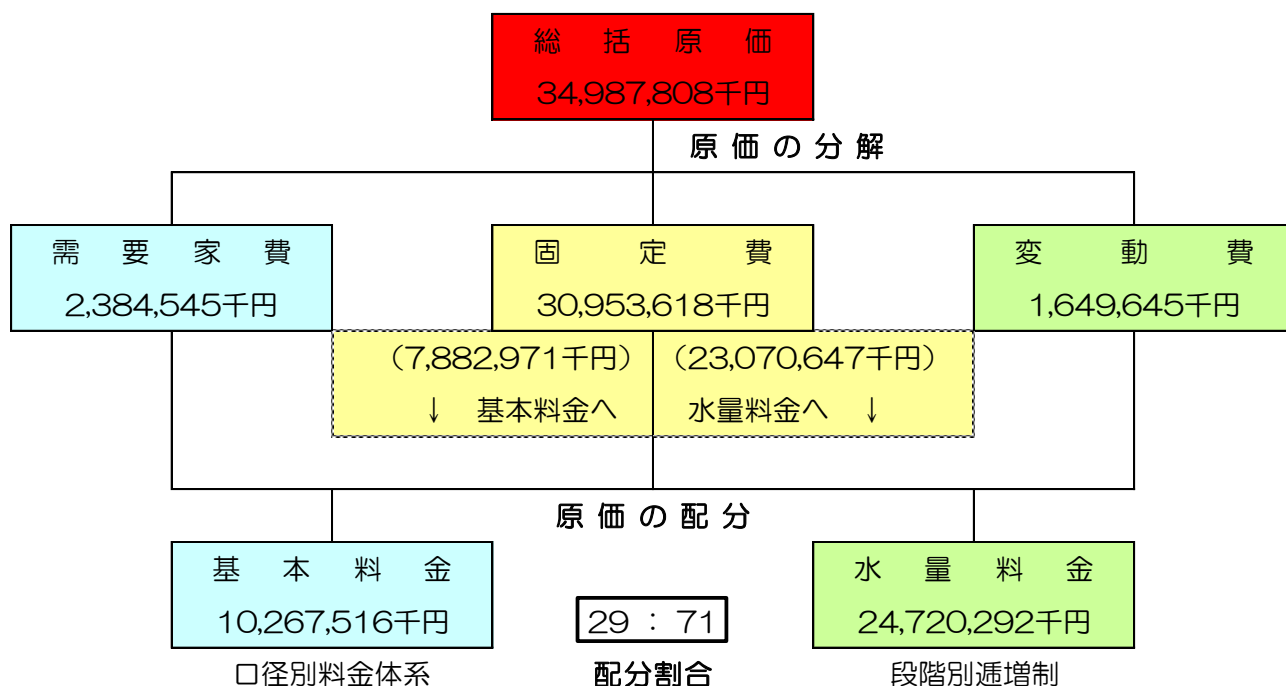 総括原価
34,987,808千円
原価の分解
需要家費
2,384,545千円
固定費
30,953,618千円
変動費
1,649,645千円
（7,882,971千円）
（23,070,647千円）
↓ 基本料金へ
水量料金へ ↓
原価の配分
基本料金
10,267,516千円
29：71
水量料金
24,720,292千円
口径別料金体系
配分割合
段階別逓増制